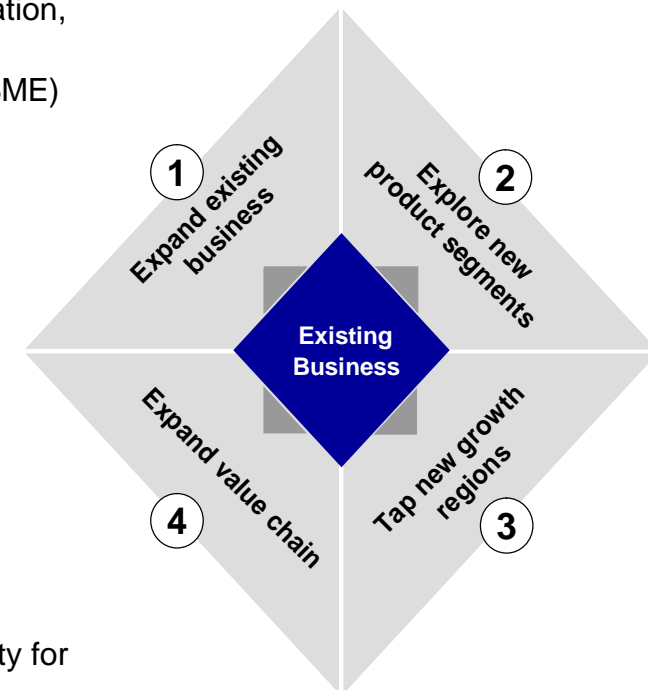 ation,
ME)
1
Expand existing
business
2
Explore new
product segments
Existing
Business
Expand value chain
4
Tap new growth
regions
3
ty for